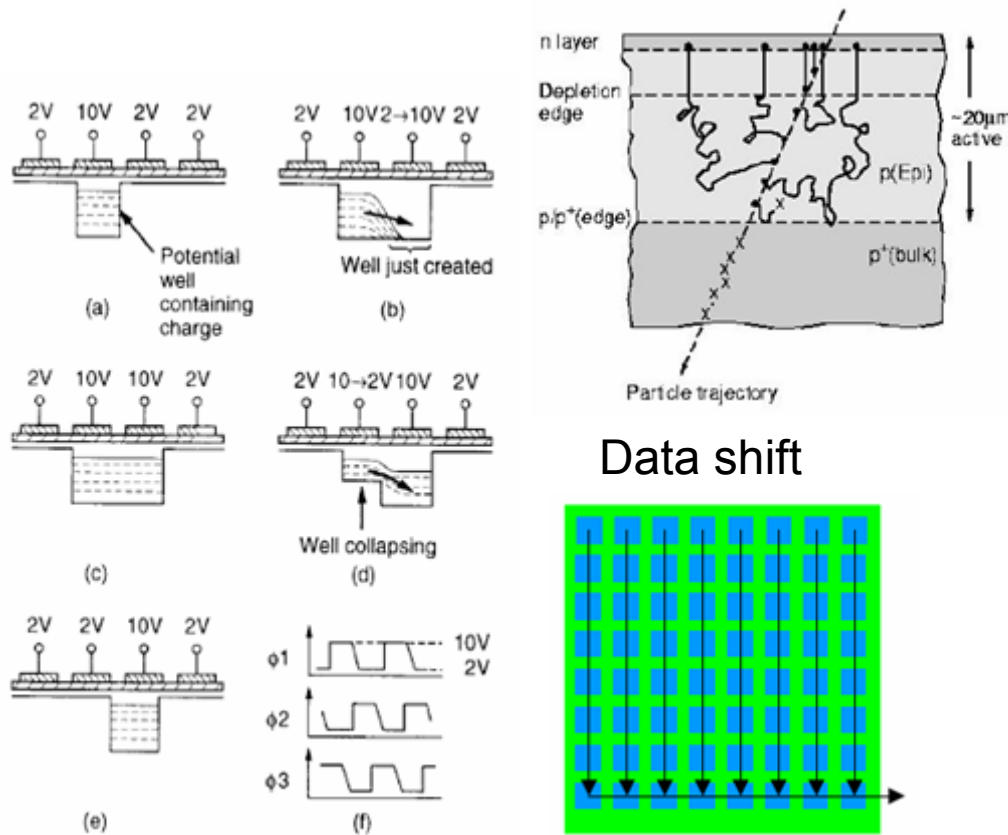 2V 10V 2V 2V
Potential
well
containing
charge
(a)
10V 2→10V 2V
Well just created
(b)
2V 10V 10V 2V
(c)
2V 10→2V 10V 2V
Well collapsing
(d)
2V 2V 10V 2V
(e)
ϕ1
10V
2V
ϕ2
ϕ3
(f)
n layer
Depletion
edge
~20μm
active
p(Epi)
p/p⁺(edge)
p⁺(bulk)
x
x
x
x
x
x
Particle trajectory
Data shift